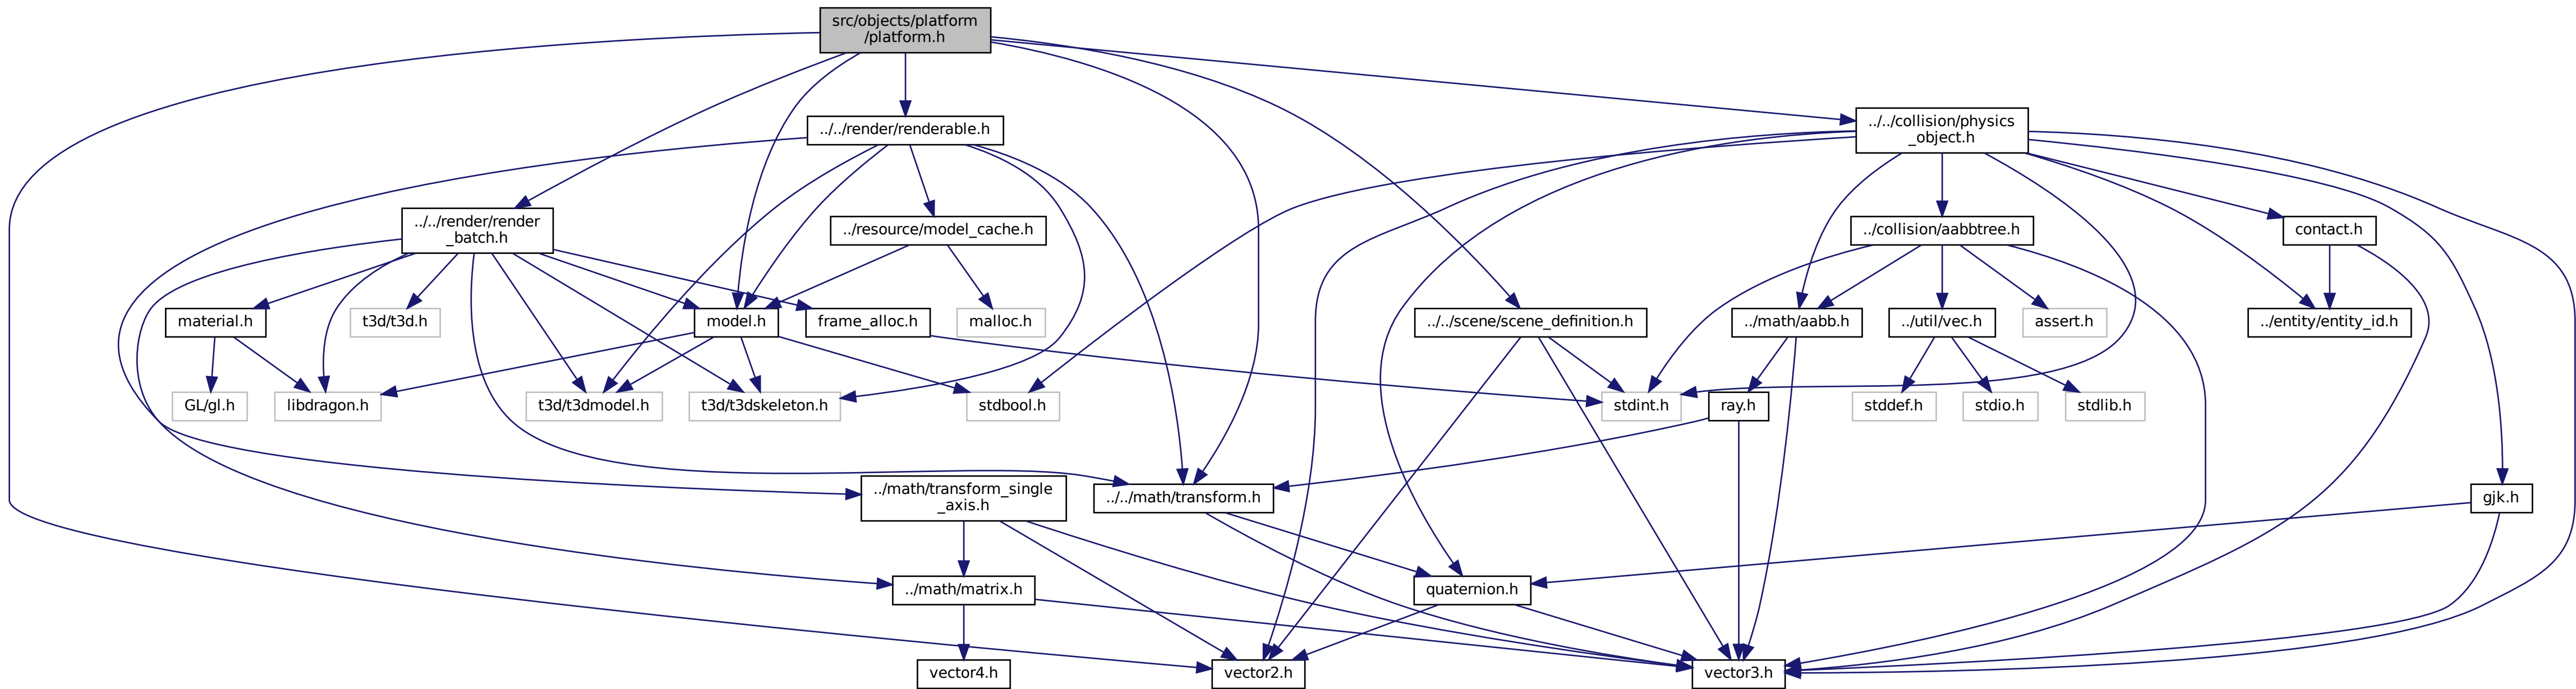 src/objects/platform
/platform.h
../../render/renderable.h
../../collision/physics
_object.h
../../render/render
_batch.h
../resource/model_cache.h
../collision/aabbtree.h
contact.h
material.h
t3d/t3d.h
model.h
frame_alloc.h
malloc.h
../../scene/scene_definition.h
../math/aabb.h
../util/vec.h
assert.h
../entity/entity_id.h
GL/gl.h
libdragon.h
t3d/t3dmodel.h
t3d/t3dskeleton.h
stdbool.h
stdint.h
ray.h
stddef.h
stdio.h
stdlib.h
../math/transform_single
_axis.h
../../math/transform.h
gjk.h
../math/matrix.h
quaternion.h
vector4.h
vector2.h
vector3.h